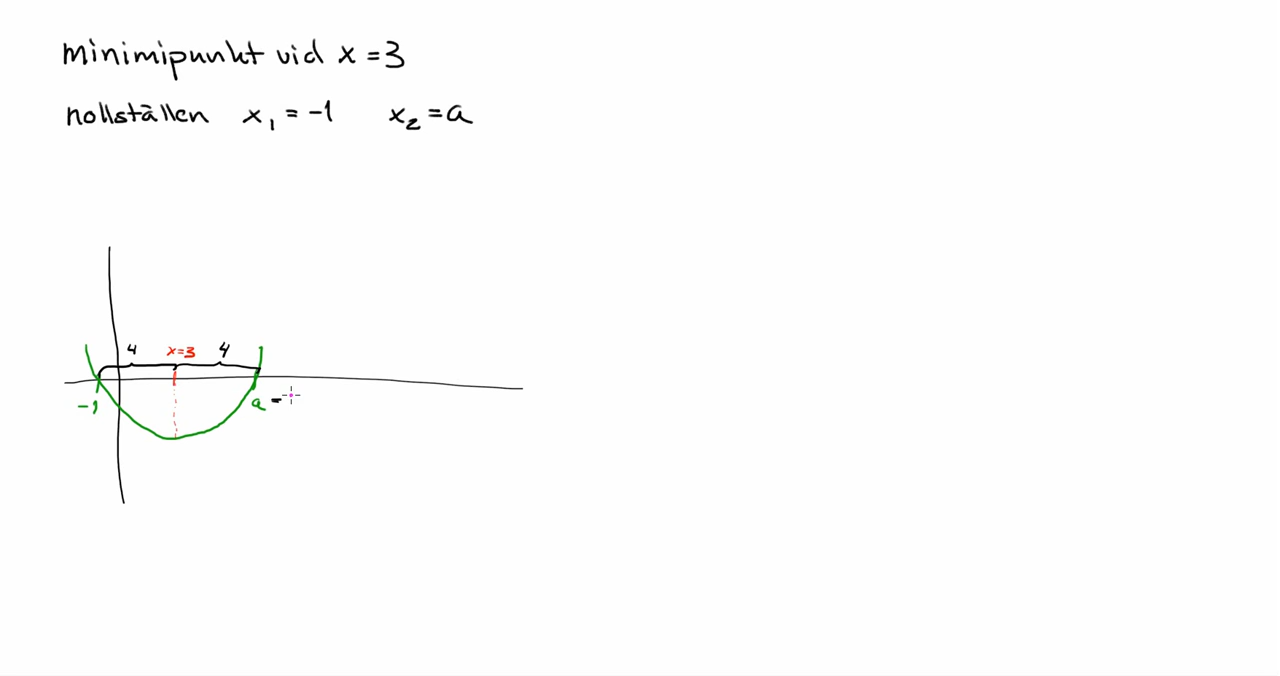 minimipunkt vid x = 3
nollställen x₁ = -1 x₂ = a
4 x=3 4
-1 a =